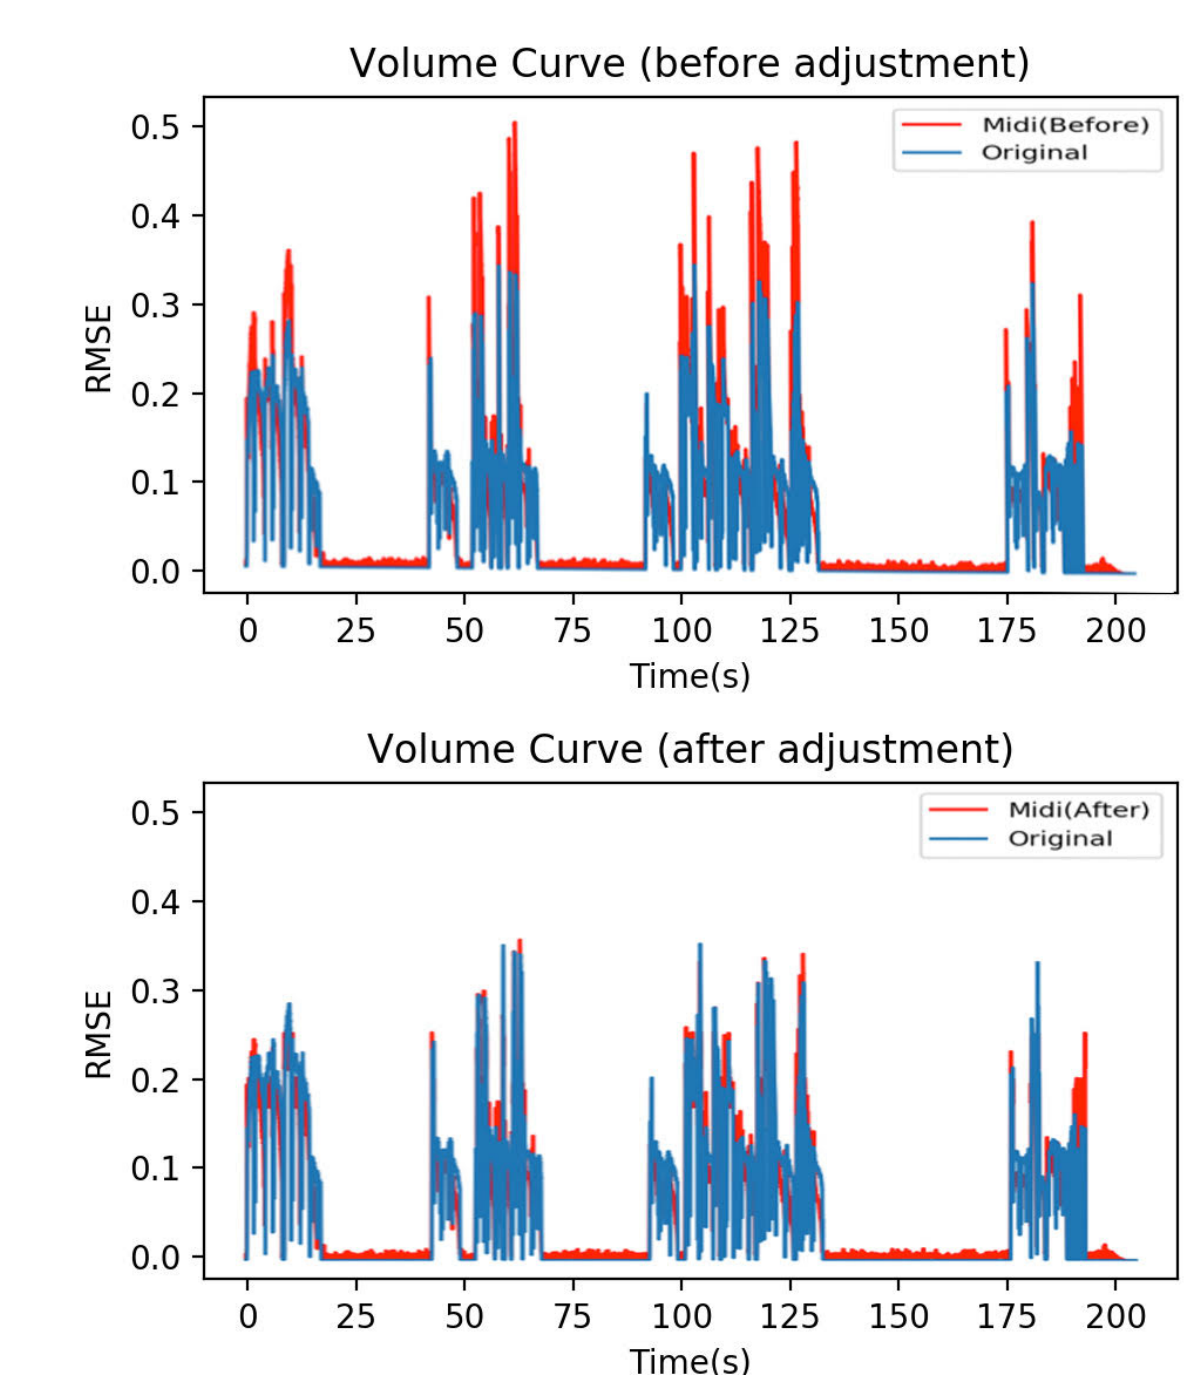 Volume Curve (before adjustment)
Midi(Before)
Original
RMSE
0.5
0.4
0.3
0.2
0.1
0.0
0 25 50 75 100 125 150 175 200
Time(s)
Volume Curve (after adjustment)
Midi(After)
Original
RMSE
0.5
0.4
0.3
0.2
0.1
0.0
0 25 50 75 100 125 150 175 200
Time(s)